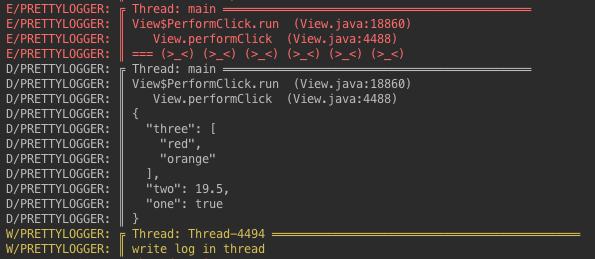 E/PRETTYLOGGER: ╔ Thread: main ════════════════════════════════════════════
E/PRETTYLOGGER: ║ View$PerformClick.run  (View.java:18860)
E/PRETTYLOGGER: ║    View.performClick  (View.java:4488)
E/PRETTYLOGGER: ║ === (>_<) (>_<) (>_<) (>_<) (>_<) (>_<)
D/PRETTYLOGGER: ╔ Thread: main ════════════════════════════════════════════
D/PRETTYLOGGER: ║ View$PerformClick.run  (View.java:18860)
D/PRETTYLOGGER: ║    View.performClick  (View.java:4488)
D/PRETTYLOGGER: ║ {
D/PRETTYLOGGER: ║   "three": [
D/PRETTYLOGGER: ║     "red",
D/PRETTYLOGGER: ║     "orange"
D/PRETTYLOGGER: ║   ],
D/PRETTYLOGGER: ║   "two": 19.5,
D/PRETTYLOGGER: ║   "one": true
D/PRETTYLOGGER: ║ }
W/PRETTYLOGGER: ╔ Thread: Thread-4494 ════════════════════════════════════════════
W/PRETTYLOGGER: ║ write log in thread